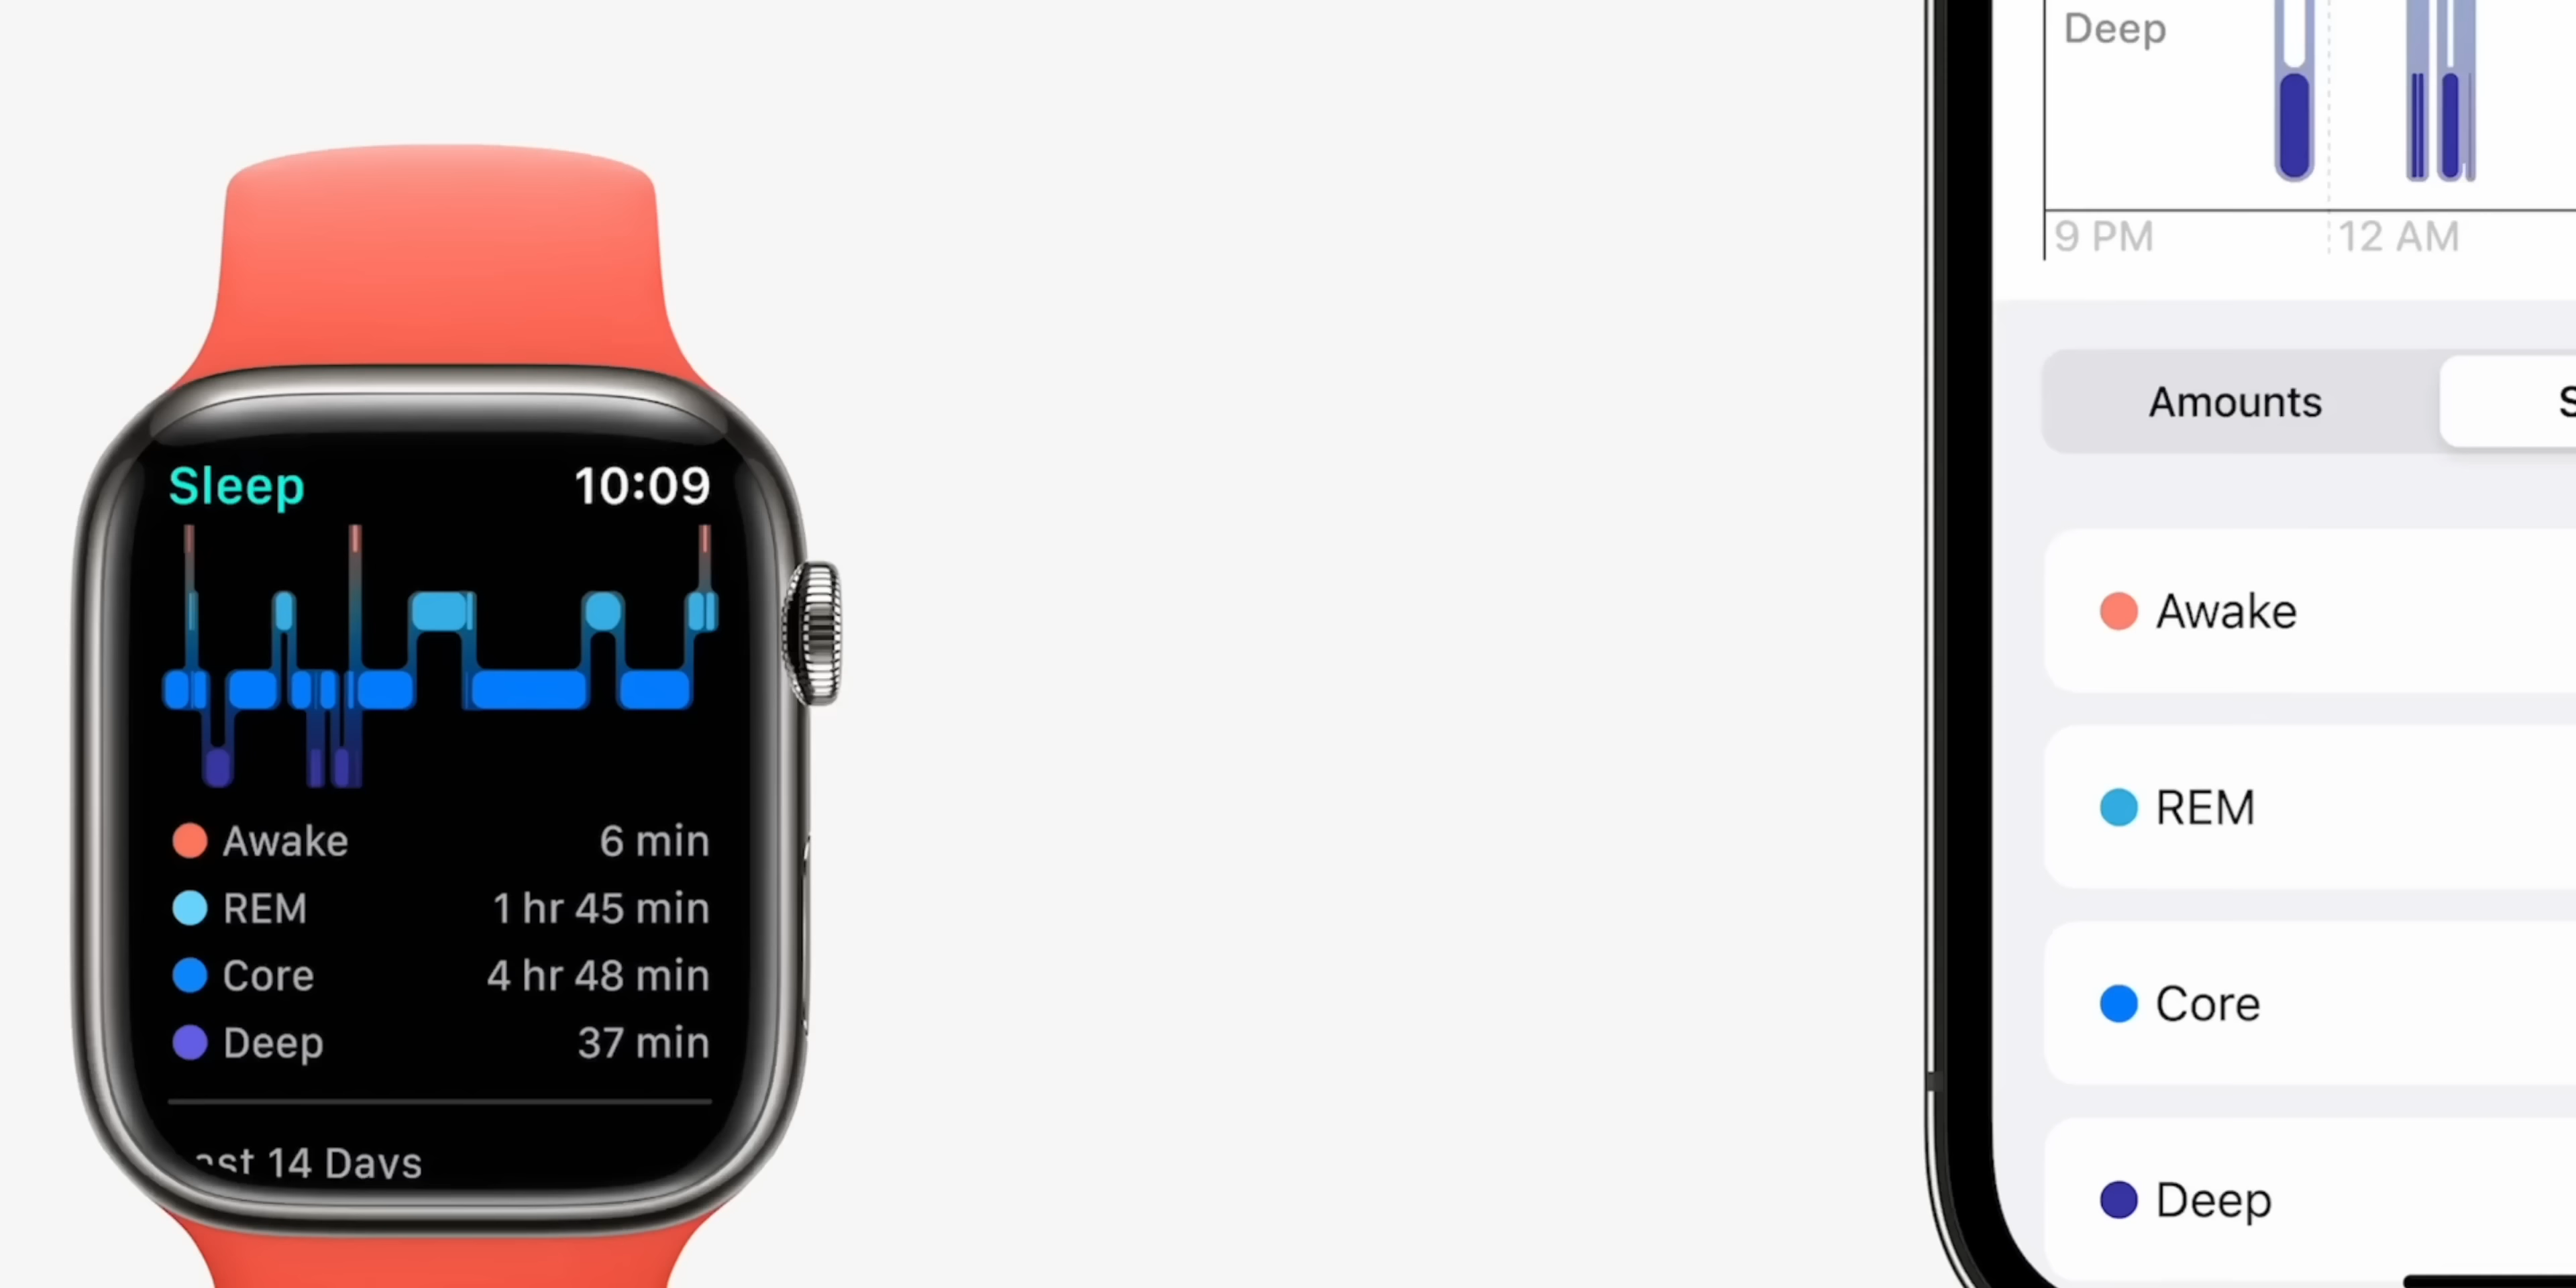 Sleep 10:09
Awake 6 min
REM 1 hr 45 min
Core 4 hr 48 min
Deep 37 min
14 Days
Deep
9 PM 12 AM
Amounts
Awake
REM
Core
Deep